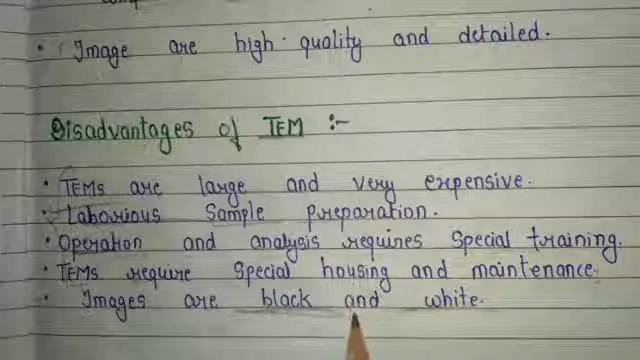 • Image are high quality and detailed.
Disadvantages of TEM :-
• TEMs are large and very expensive.
• Laborious Sample preparation.
• Operation and analysis requires special training.
• TEMs require special housing and maintenance.
• Images are black and white.